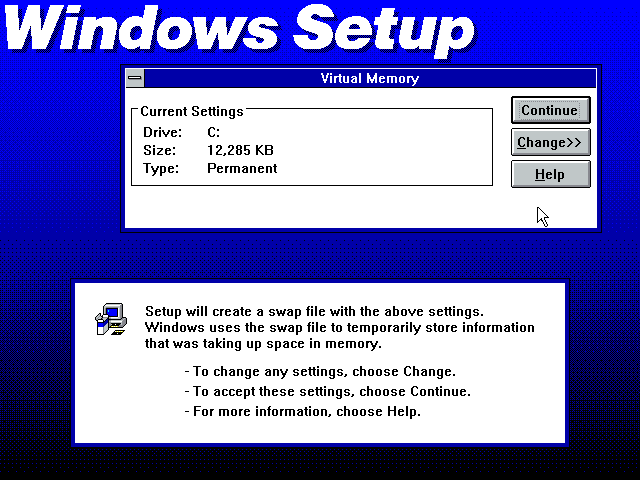 Windows Setup
Virtual Memory
Current Settings
Drive: C:
Size: 12,285 KB
Type: Permanent
Continue
Change>>
Help
Setup will create a swap file with the above settings.
Windows uses the swap file to temporarily store information
that was taking up space in memory.
- To change any settings, choose Change.
- To accept these settings, choose Continue.
- For more information, choose Help.